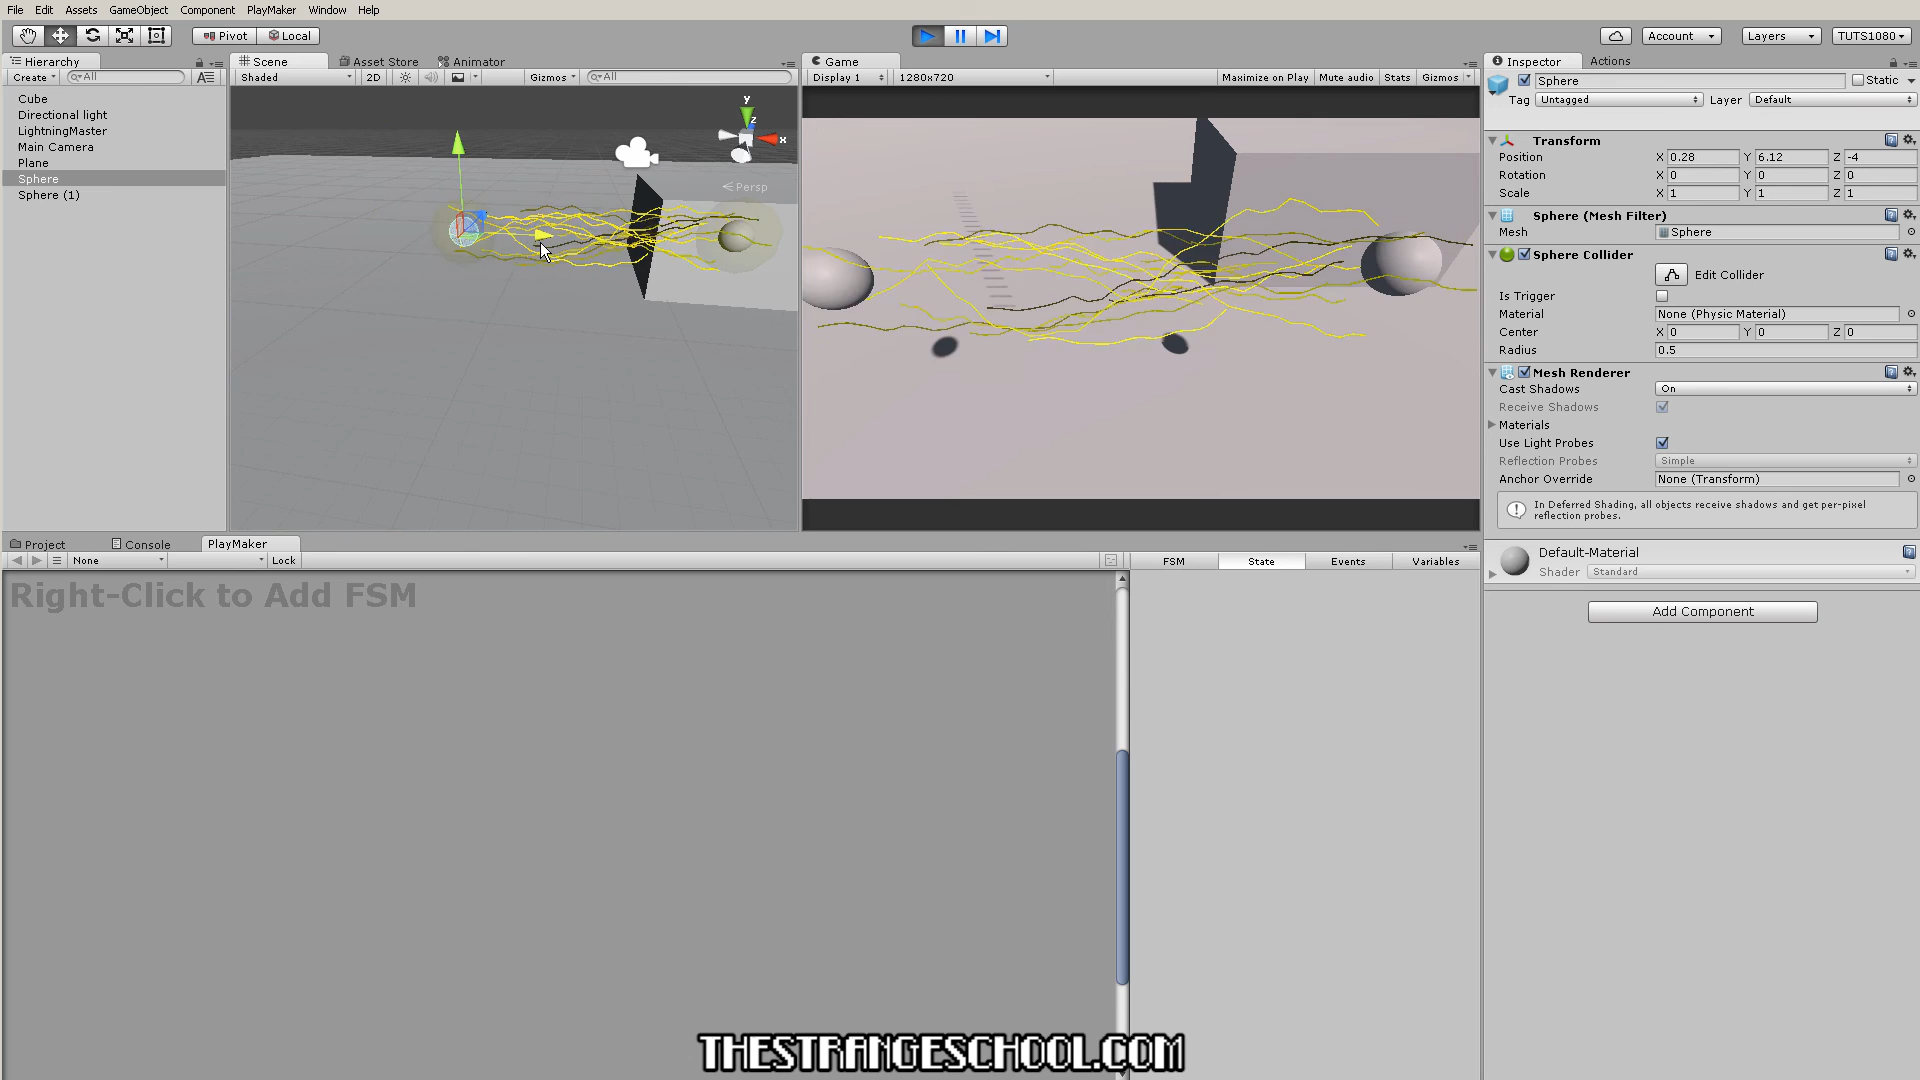 File Edit Assets GameObject Component PlayMaker Window Help
Pivot Local Account Layers TUTS1080
Hierarchy
Create All
Cube
Directional light
LightningMaster
Main Camera
Plane
Sphere
Sphere (1)
Scene Asset Store Animator
Shaded 2D Gizmos All
y
z
x
Persp
Game
Display 1 1280x720 Maximize on Play Mute audio Stats Gizmos
Inspector Actions
Sphere Static
Tag Untagged Layer Default
Transform
Position X 0.28 Y 6.12 Z -4
Rotation X 0 Y 0 Z 0
Scale X 1 Y 1 Z 1
Sphere (Mesh Filter)
Mesh Sphere
Sphere Collider
Edit Collider
Is Trigger
Material None (Physic Material)
Center X 0 Y 0 Z 0
Radius 0.5
Mesh Renderer
Cast Shadows On
Receive Shadows
Materials
Use Light Probes
Reflection Probes Simple
Anchor Override None (Transform)
In Deferred Shading, all objects receive shadows and get per-pixel
reflection probes.
Default-Material
Shader Standard
Add Component
Project Console PlayMaker
None Lock
FSM State Events Variables
Right-Click to Add FSM
THESTRANGESCHOOL.COM